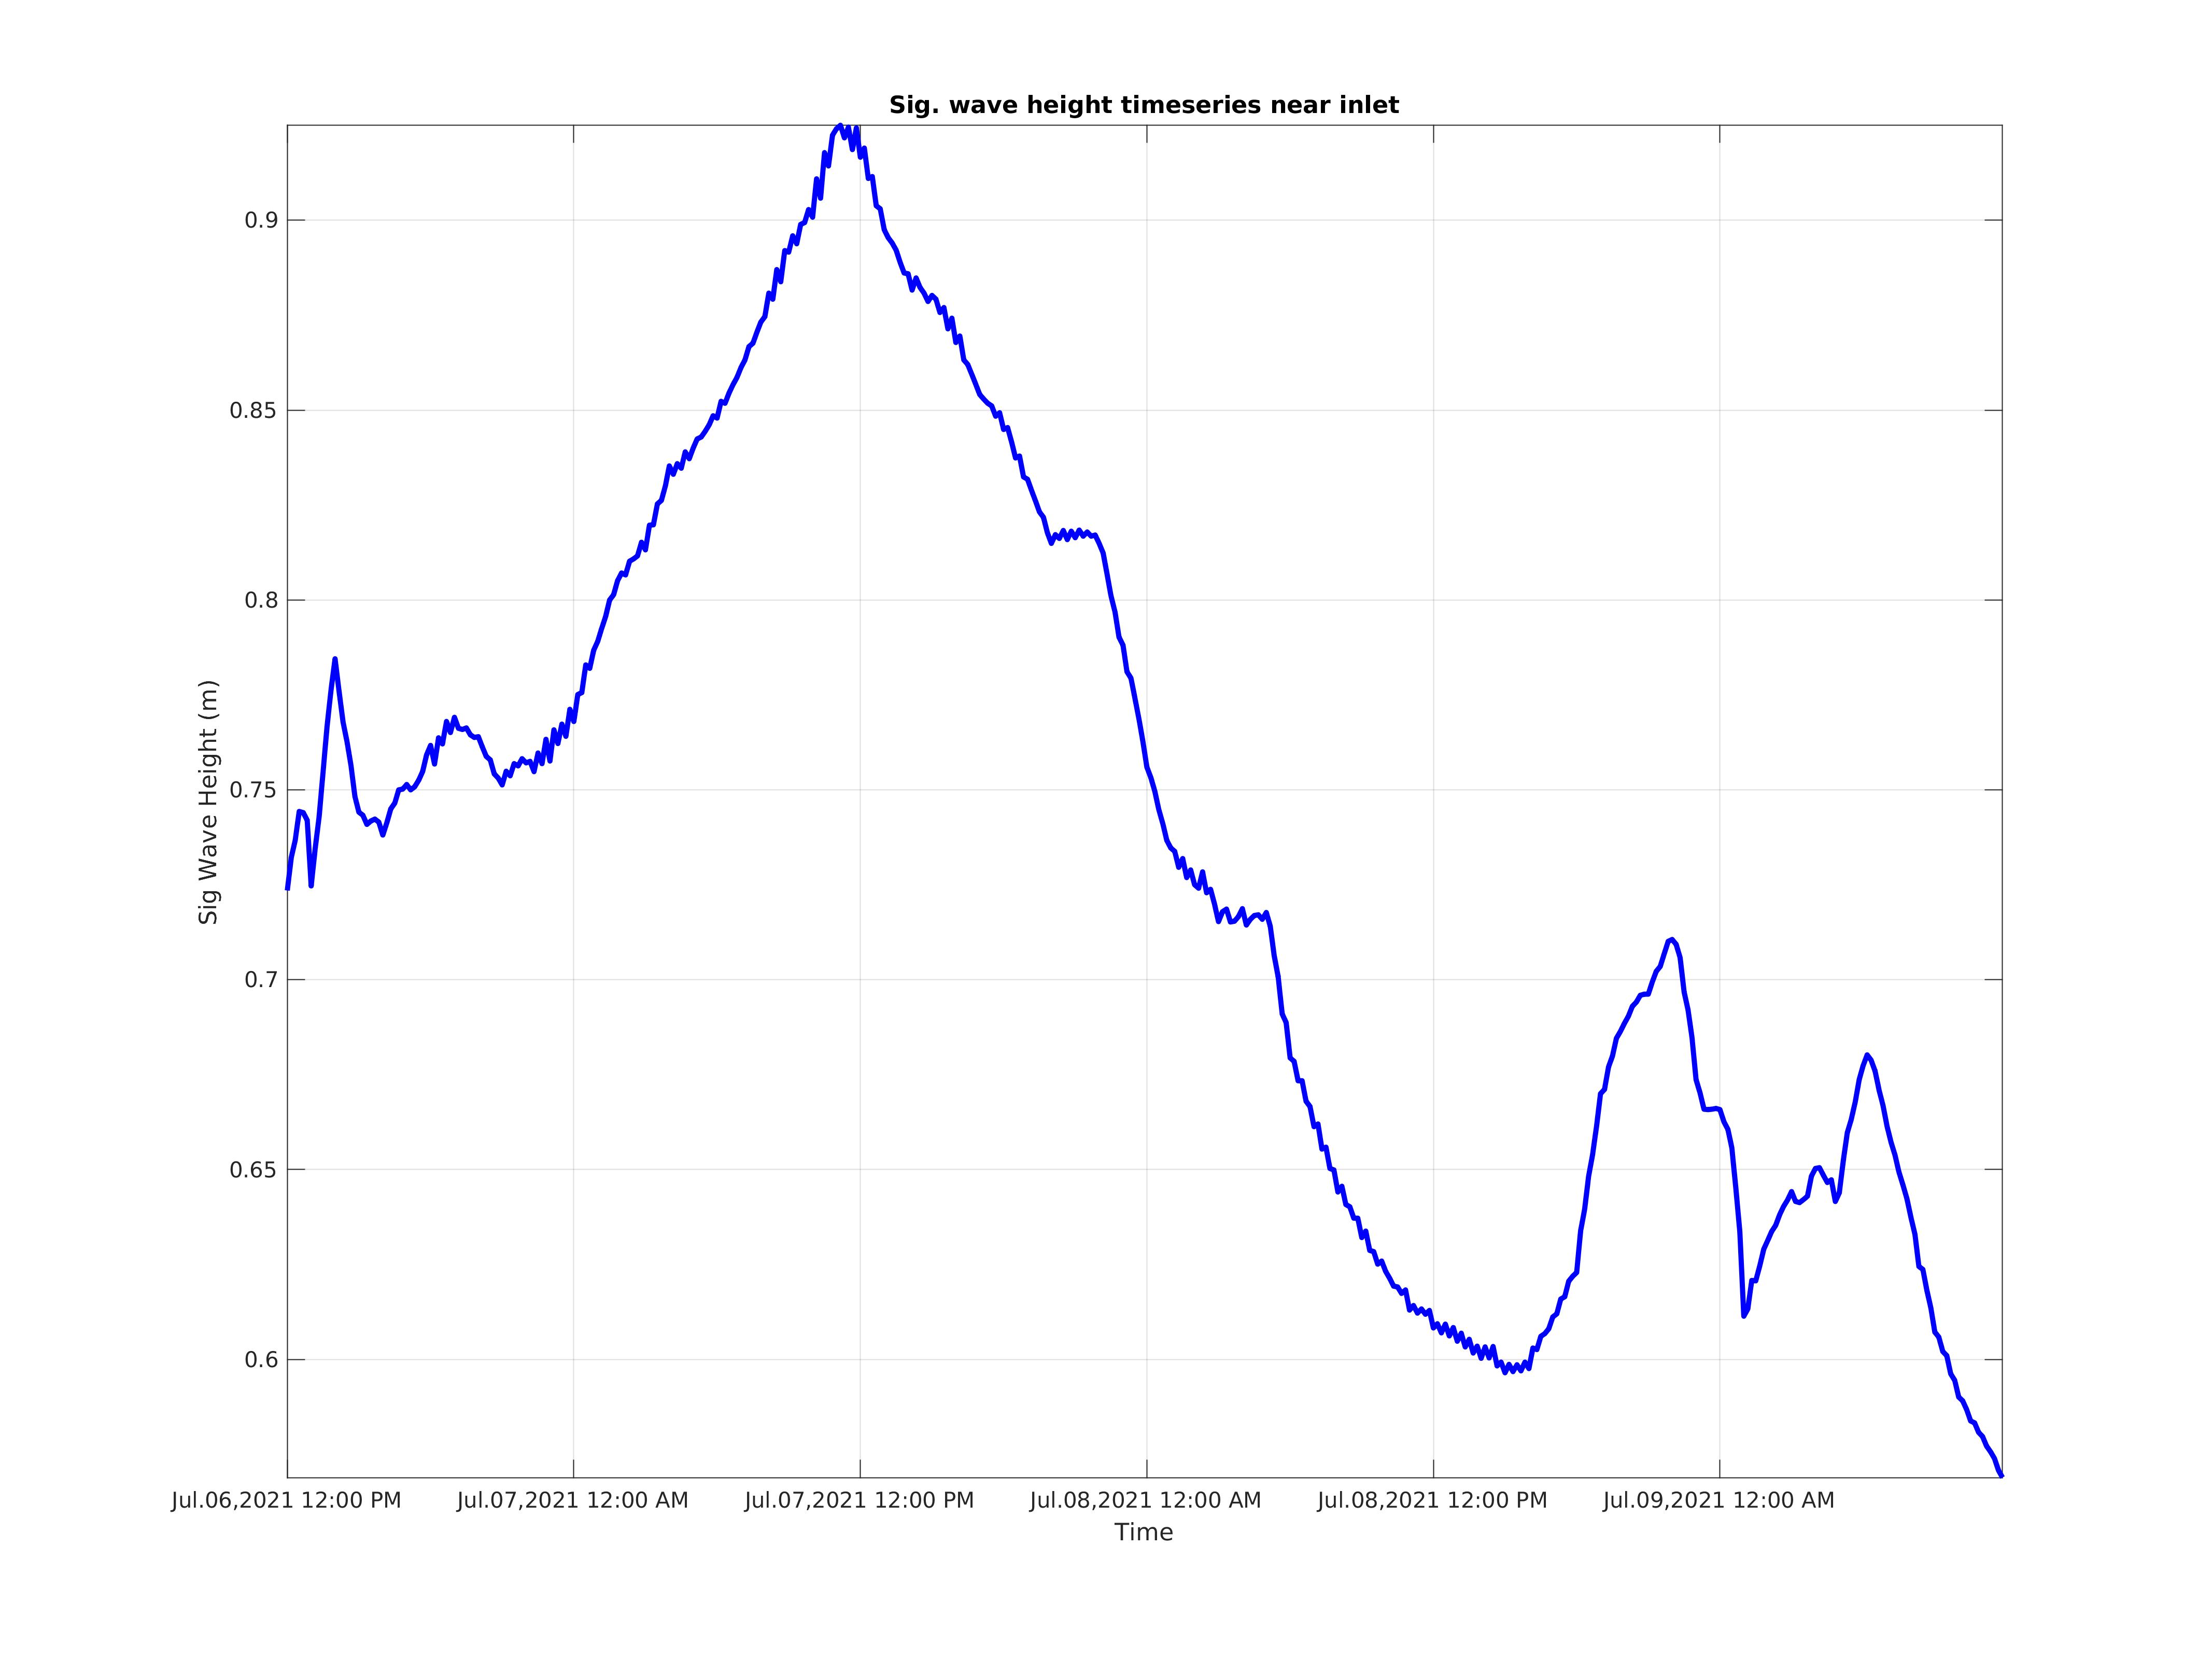 Sig. wave height timeseries near inlet
0.9
0.85
0.8
0.75
0.7
0.65
0.6
Sig Wave Height (m)
Jul.06,2021 12:00 PM
Jul.07,2021 12:00 AM
Jul.07,2021 12:00 PM
Jul.08,2021 12:00 AM
Jul.08,2021 12:00 PM
Jul.09,2021 12:00 AM
Time